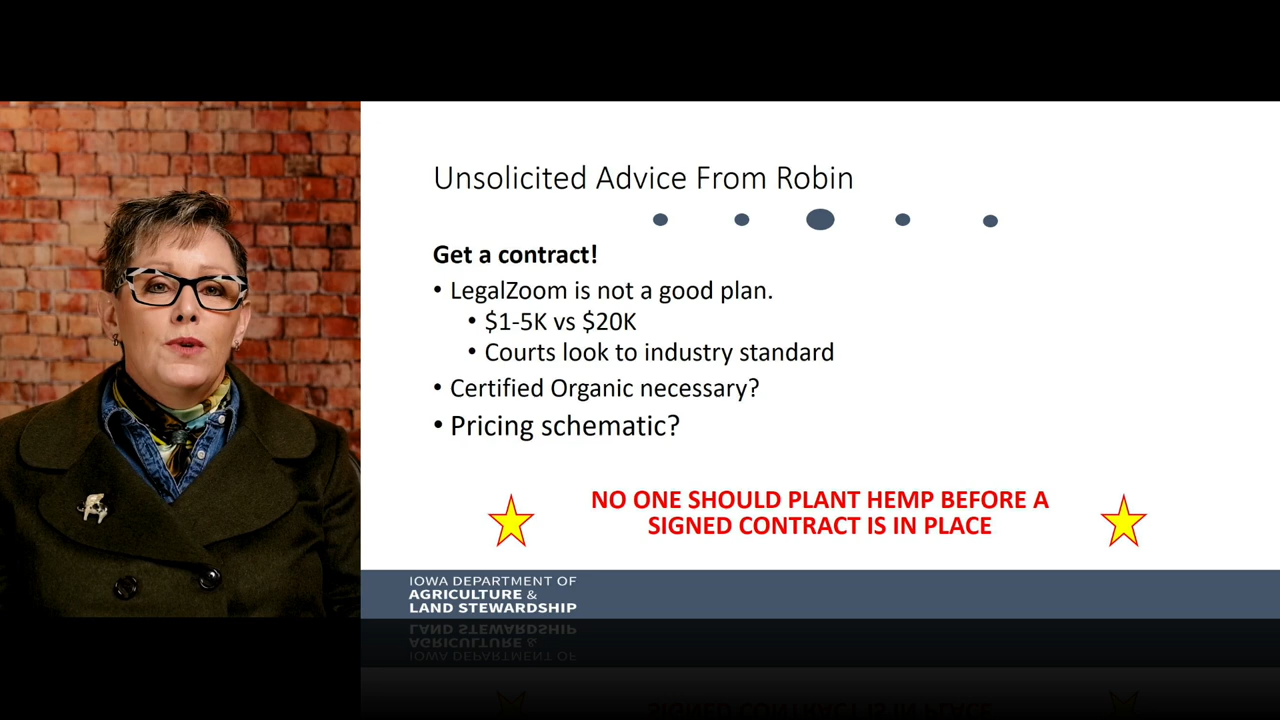 Unsolicited Advice From Robin
Get a contract!
• LegalZoom is not a good plan.
• $1-5K vs $20K
• Courts look to industry standard
• Certified Organic necessary?
• Pricing schematic?
NO ONE SHOULD PLANT HEMP BEFORE A
SIGNED CONTRACT IS IN PLACE
IOWA DEPARTMENT OF
AGRICULTURE &
LAND STEWARDSHIP